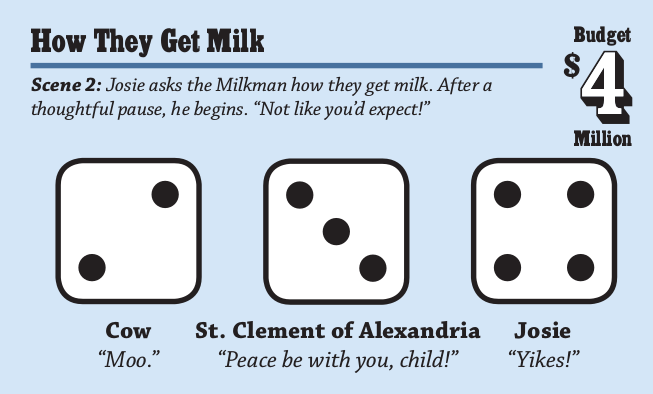 How They Get Milk
Scene 2: Josie asks the Milkman how they get milk. After a
thoughtful pause, he begins. “Not like you’d expect!”
Budget
$4
Million
Cow
“Moo.”
St. Clement of Alexandria
“Peace be with you, child!”
Josie
“Yikes!”